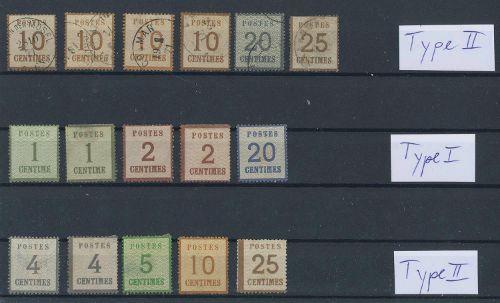 POSTES POSTES POSTES POSTES
10 10 10 10 20 25
CENTIMES CENTIMES CENTIMES CENTIMES CENTIMES CENTIMES
Type II
POSTES POSTES POSTES POSTES POSTES
1 1 2 2 20
CENTIME CENTIME CENTIMES CENTIMES CENTIMES
Type I
POSTES POSTES POSTES POSTES POSTES
4 4 5 10 25
CENTIMES CENTIMES CENTIMES CENTIMES CENTIMES
Type II